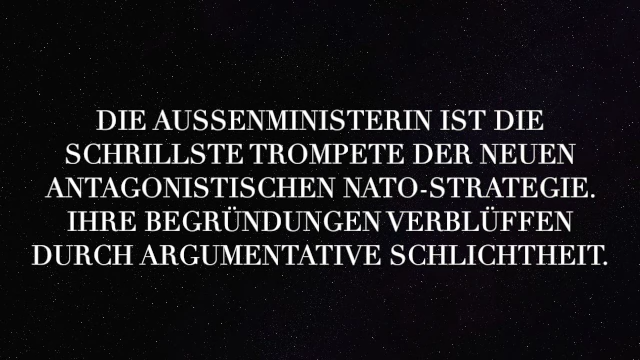 DIE AUSSENMINISTERIN IST DIE
SCHRILLSTE TROMPETE DER NEUEN
ANTAGONISTISCHEN NATO-STRATEGIE.
IHRE BEGRÜNDUNGEN VERBLÜFFEN
DURCH ARGUMENTATIVE SCHLICHTHEIT.